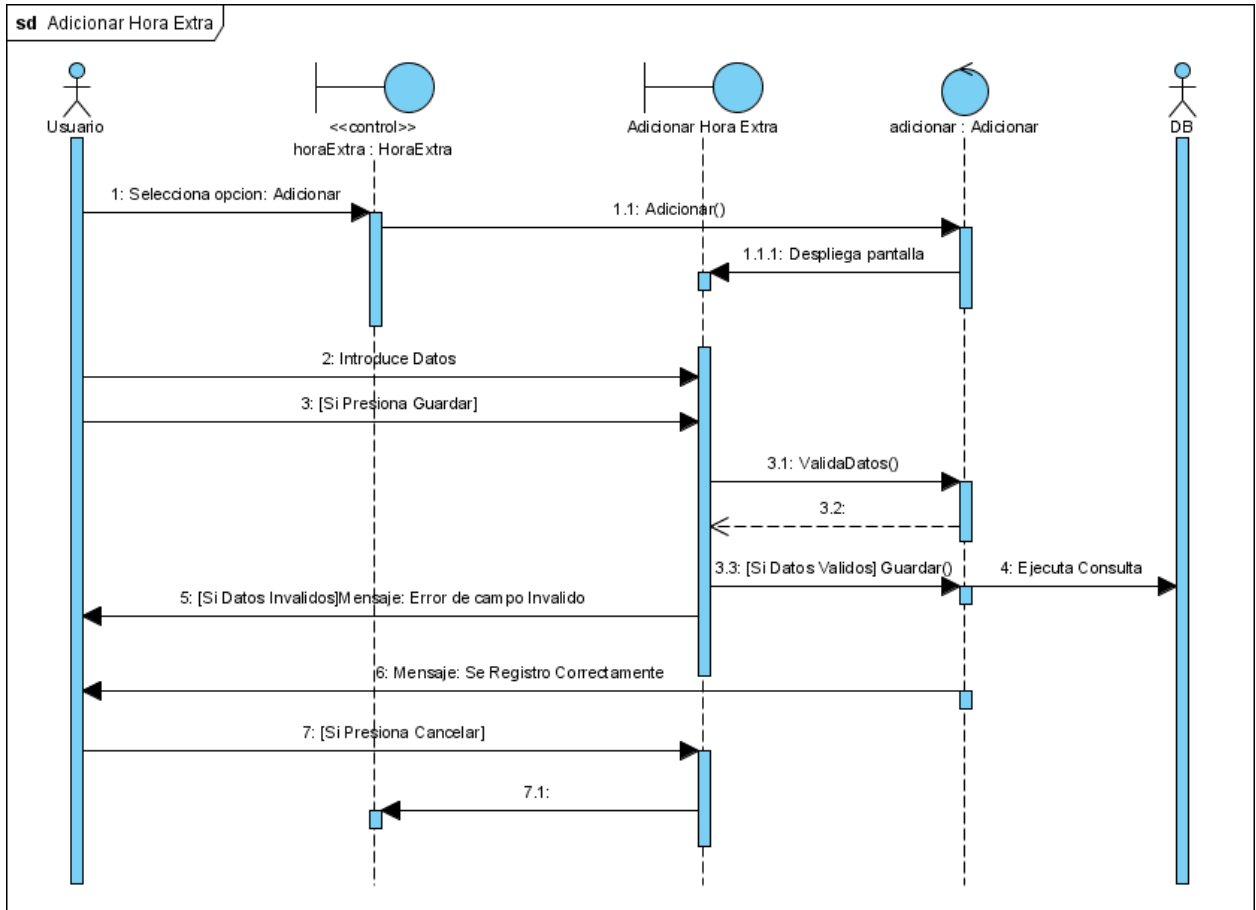 sd Adicionar Hora Extra
Usuario
<<control>>
horaExtra : HoraExtra
Adicionar Hora Extra
adicionar : Adicionar
DB
1: Selecciona opcion: Adicionar
1.1: Adicionar()
1.1.1: Despliega pantalla
2: Introduce Datos
3: [Si Presiona Guardar]
3.1: ValidaDatos()
3.2:
3.3: [Si Datos Validos] Guardar()
4: Ejecuta Consulta
5: [Si Datos Invalidos]Mensaje: Error de campo Invalido
6: Mensaje: Se Registro Correctamente
7: [Si Presiona Cancelar]
7.1: